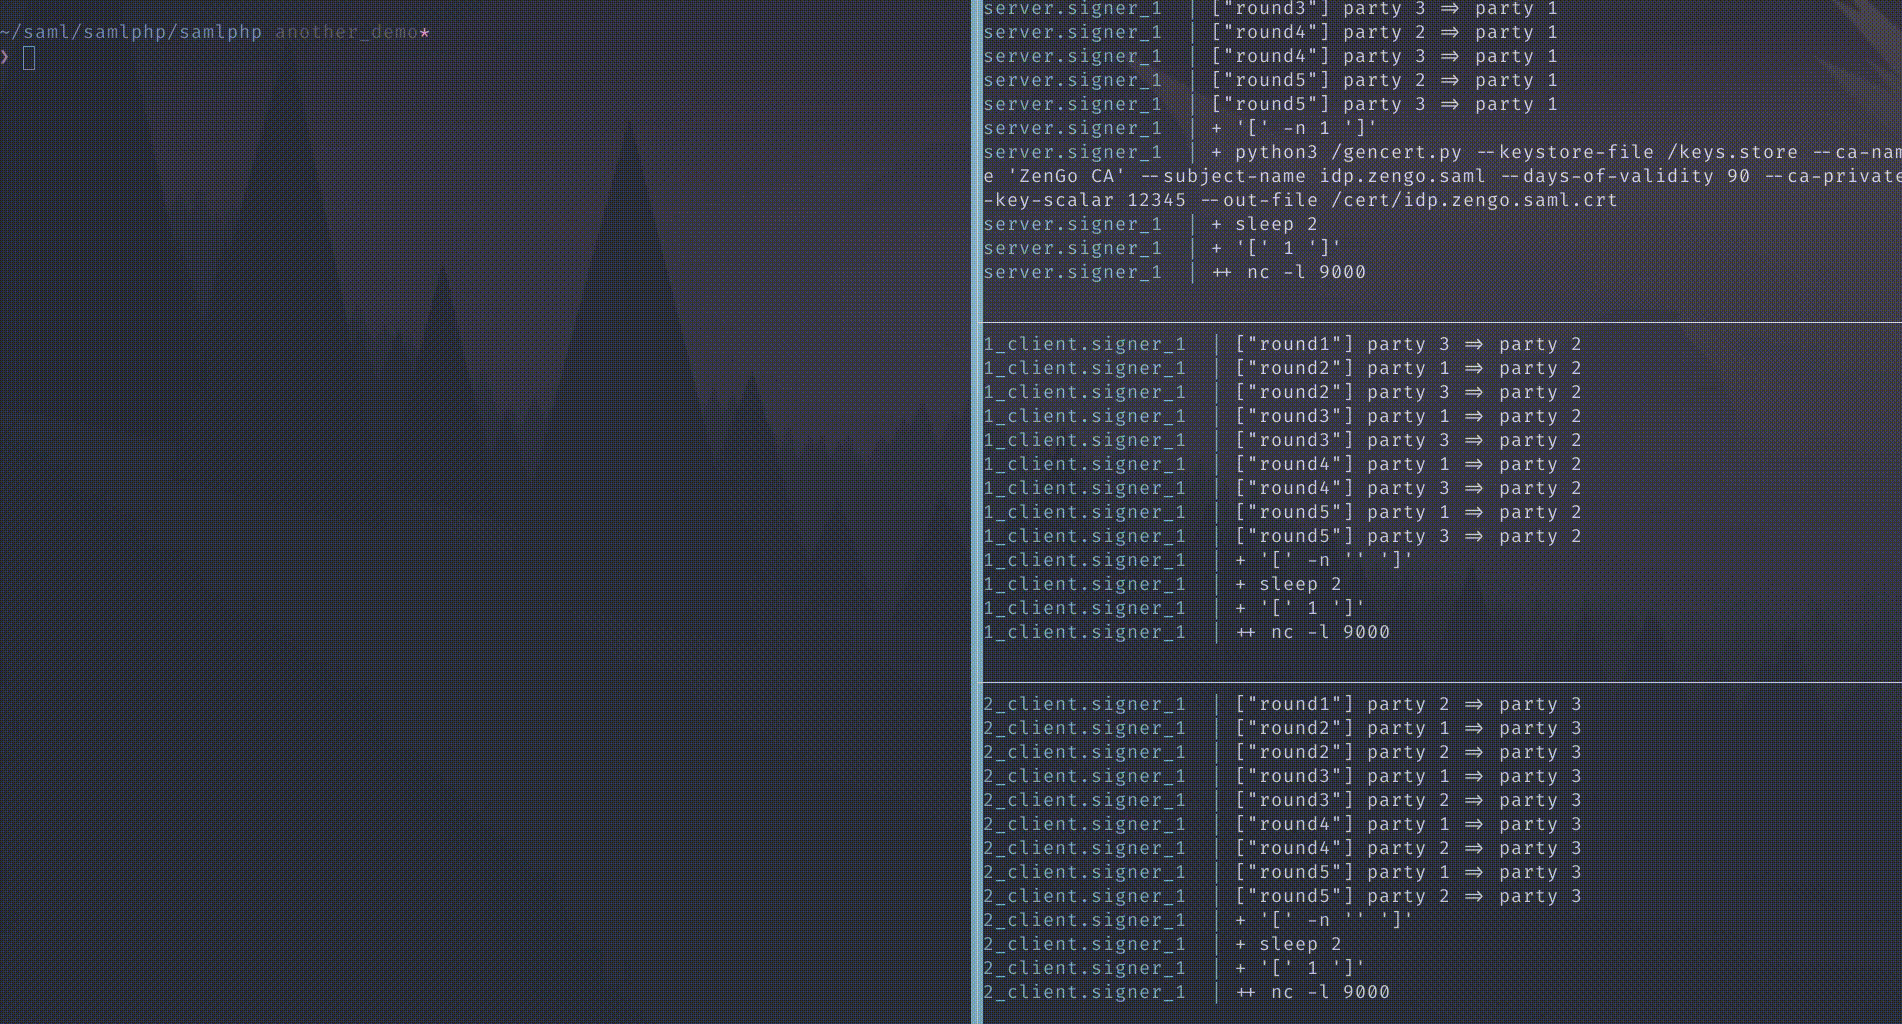 ~/saml/samlphp/samlphp another_demo*
❯
server.signer_1  | ["round3"] party 3 => party 1
server.signer_1  | ["round4"] party 2 => party 1
server.signer_1  | ["round4"] party 3 => party 1
server.signer_1  | ["round5"] party 2 => party 1
server.signer_1  | ["round5"] party 3 => party 1
server.signer_1  | + '[' -n 1 ']'
server.signer_1  | + python3 /gencert.py --keystore-file /keys.store --ca-nam
e 'ZenGo CA' --subject-name idp.zengo.saml --days-of-validity 90 --ca-private
-key-scalar 12345 --out-file /cert/idp.zengo.saml.crt
server.signer_1  | + sleep 2
server.signer_1  | + '[' 1 ']'
server.signer_1  | ++ nc -l 9000
1_client.signer_1  | ["round1"] party 3 => party 2
1_client.signer_1  | ["round2"] party 1 => party 2
1_client.signer_1  | ["round2"] party 3 => party 2
1_client.signer_1  | ["round3"] party 1 => party 2
1_client.signer_1  | ["round3"] party 3 => party 2
1_client.signer_1  | ["round4"] party 1 => party 2
1_client.signer_1  | ["round4"] party 3 => party 2
1_client.signer_1  | ["round5"] party 1 => party 2
1_client.signer_1  | ["round5"] party 3 => party 2
1_client.signer_1  | + '[' -n '' ']'
1_client.signer_1  | + sleep 2
1_client.signer_1  | + '[' 1 ']'
1_client.signer_1  | ++ nc -l 9000
2_client.signer_1  | ["round1"] party 2 => party 3
2_client.signer_1  | ["round2"] party 1 => party 3
2_client.signer_1  | ["round2"] party 2 => party 3
2_client.signer_1  | ["round3"] party 1 => party 3
2_client.signer_1  | ["round3"] party 2 => party 3
2_client.signer_1  | ["round4"] party 1 => party 3
2_client.signer_1  | ["round4"] party 2 => party 3
2_client.signer_1  | ["round5"] party 1 => party 3
2_client.signer_1  | ["round5"] party 2 => party 3
2_client.signer_1  | + '[' -n '' ']'
2_client.signer_1  | + sleep 2
2_client.signer_1  | + '[' 1 ']'
2_client.signer_1  | ++ nc -l 9000